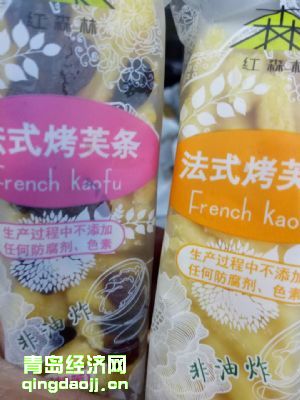 红森林
法式烤芙条
French kaofu
生产过程中不添加
任何防腐剂、色素
非油炸
森
红森林
法式烤芙
French kao
生产过程中不添加
任何防腐剂、色素
非油炸
青岛经济网
qingdaojj.cn